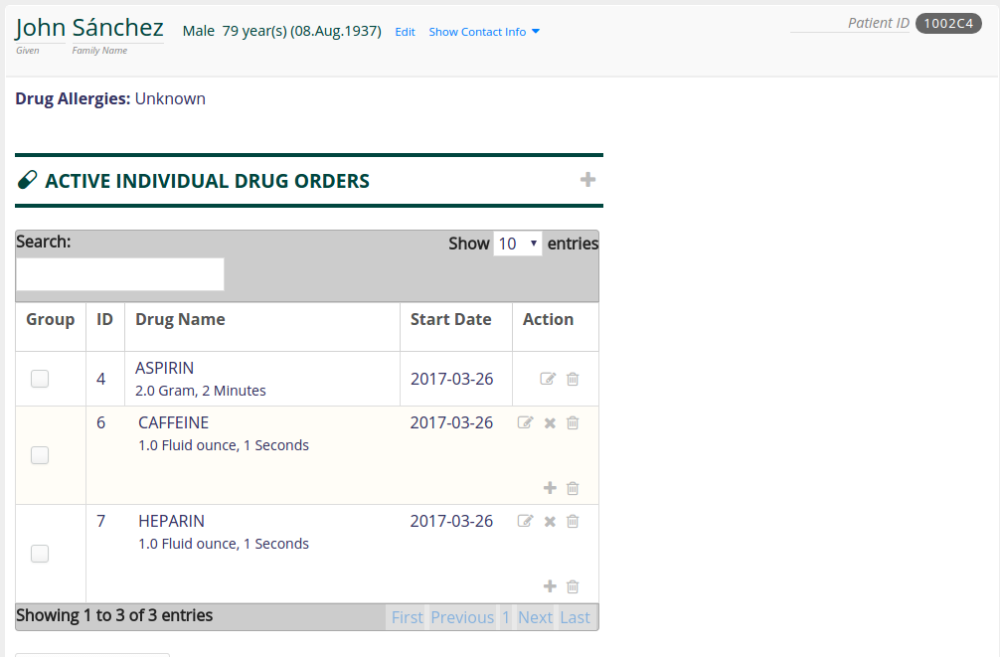 John Sánchez Male 79 year(s) (08.Aug.1937) Edit Show Contact Info Patient ID 1002C4
Given Family Name
Drug Allergies: Unknown
ACTIVE INDIVIDUAL DRUG ORDERS
Search: Show 10 entries
Group ID Drug Name Start Date Action
4 ASPIRIN 2017-03-26
2.0 Gram, 2 Minutes
6 CAFFEINE 2017-03-26
1.0 Fluid ounce, 1 Seconds
7 HEPARIN 2017-03-26
1.0 Fluid ounce, 1 Seconds
Showing 1 to 3 of 3 entries First Previous 1 Next Last